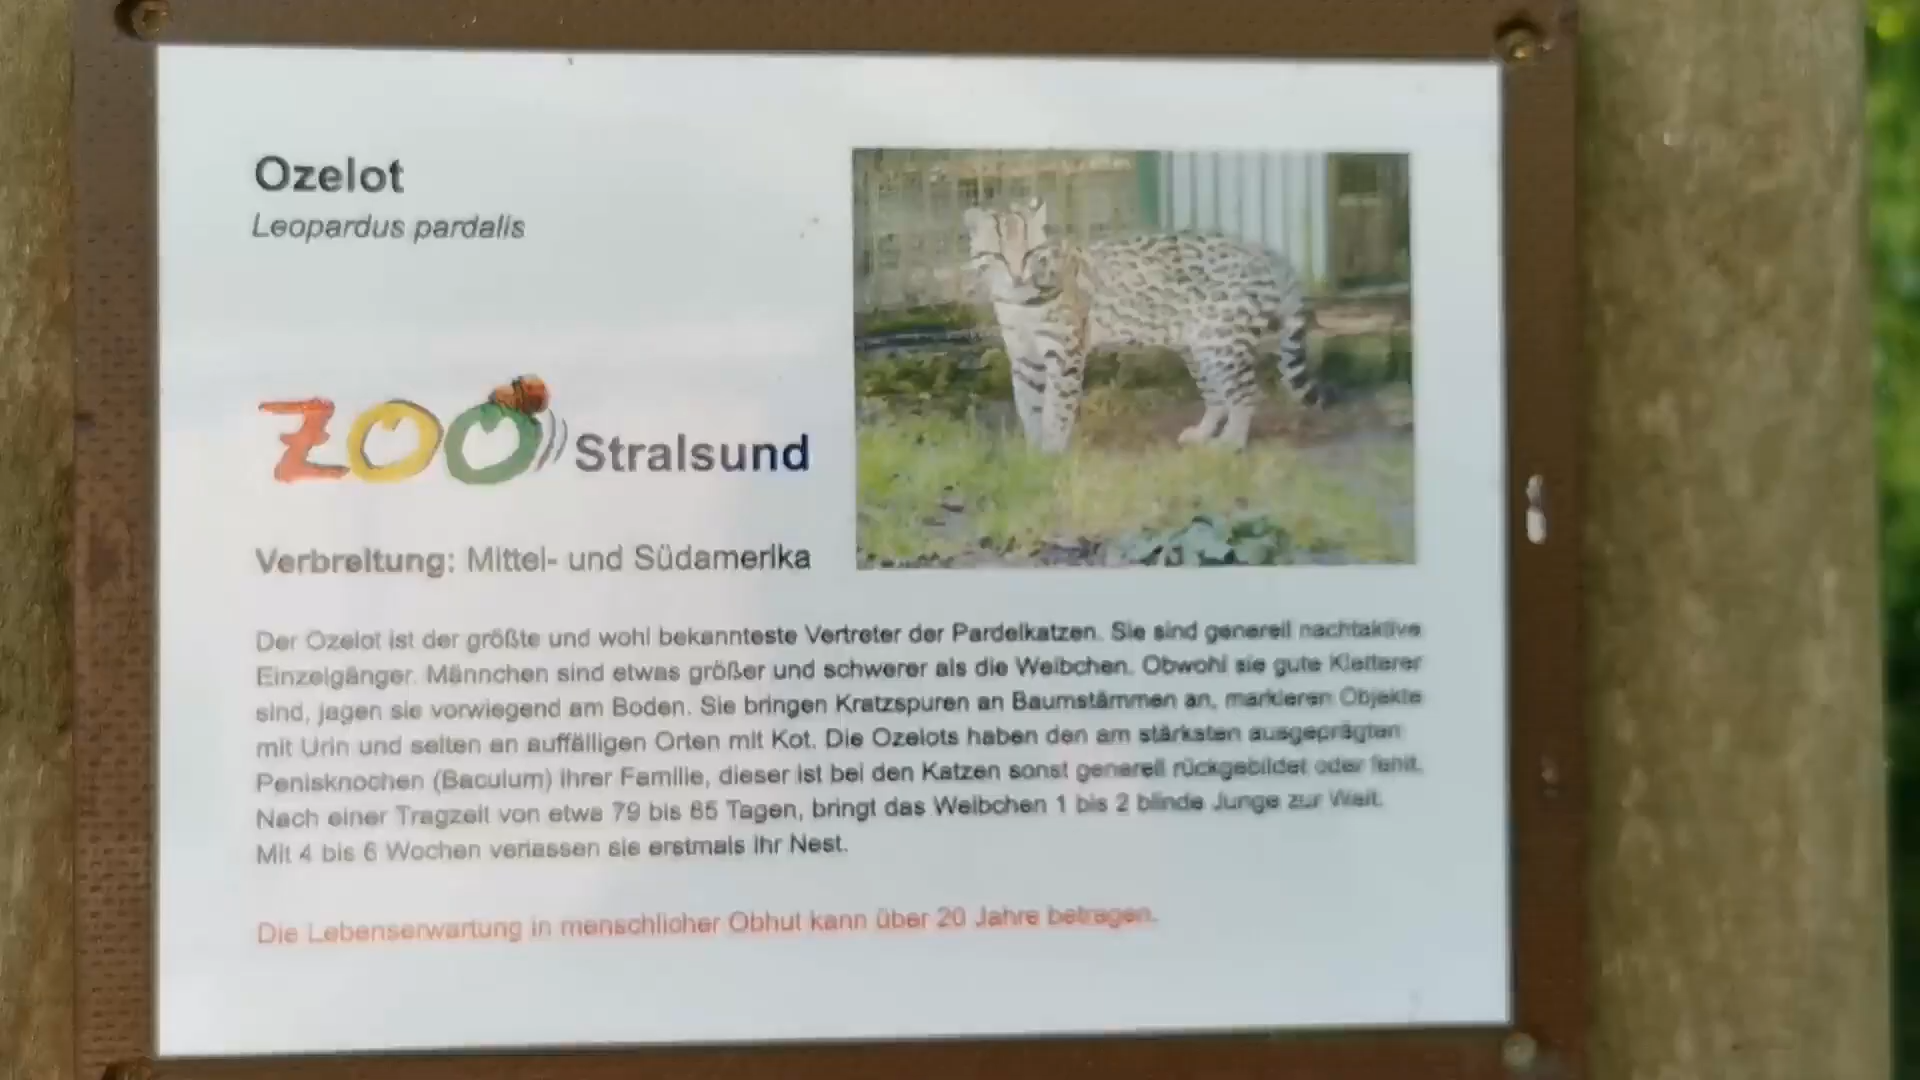 Ozelot
Leopardus pardalis
ZOO Stralsund
Verbreitung: Mittel- und Südamerika
Der Ozelot ist der größte und wohl bekannteste Vertreter der Pardelkatzen. Sie sind generell nachtaktive
Einzelgänger. Männchen sind etwas größer und schwerer als die Weibchen. Obwohl sie gute Kletterer
sind, jagen sie vorwiegend am Boden. Sie bringen Kratzspuren an Baumstämmen an, markieren Objekte
mit Urin und selten an auffälligen Orten mit Kot. Die Ozelots haben den am stärksten ausgeprägten
Penisknochen (Baculum) ihrer Familie, dieser ist bei den Katzen sonst generell rückgebildet oder fehlt.
Nach einer Tragzeit von etwa 79 bis 85 Tagen, bringt das Weibchen 1 bis 2 blinde Junge zur Welt.
Mit 4 bis 6 Wochen verlassen sie erstmals ihr Nest.
Die Lebenserwartung in menschlicher Obhut kann über 20 Jahre betragen.